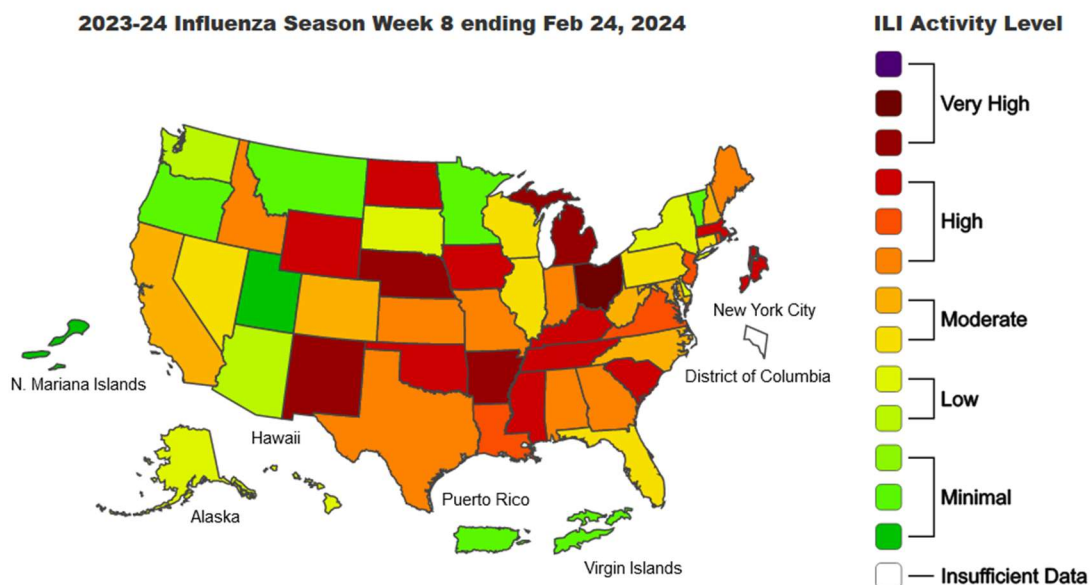 2023-24 Influenza Season Week 8 ending Feb 24, 2024
ILI Activity Level
Very High
High
Moderate
Low
Minimal
Insufficient Data
New York City
District of Columbia
N. Mariana Islands
Hawaii
Alaska
Puerto Rico
Virgin Islands